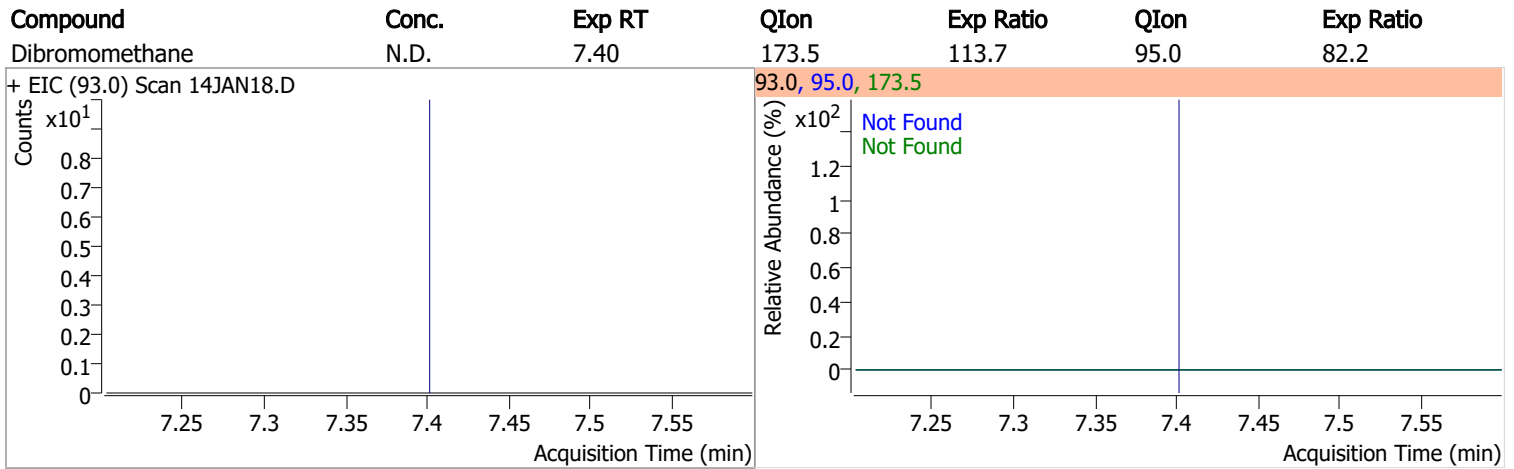 Compound Conc. Exp RT QIon Exp Ratio QIon Exp Ratio
Dibromomethane N.D. 7.40 173.5 113.7 95.0 82.2
+ EIC (93.0) Scan 14JAN18.D
Counts
x10¹
0.8
0.7
0.6
0.5
0.4
0.3
0.2
0.1
0
7.25 7.3 7.35 7.4 7.45 7.5 7.55
Acquisition Time (min)
93.0, 95.0, 173.5
Relative Abundance (%)
x10²
Not Found
Not Found
1.2
1
0.8
0.6
0.4
0.2
0
7.25 7.3 7.35 7.4 7.45 7.5 7.55
Acquisition Time (min)